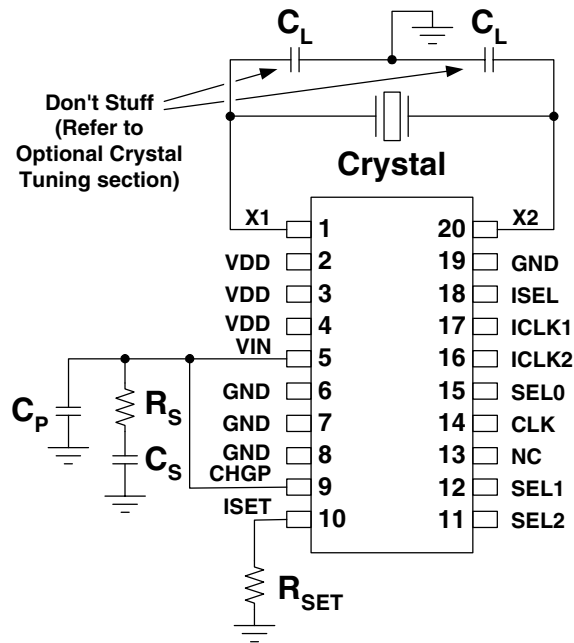 C_L
C_L
Don't Stuff
(Refer to
Optional Crystal
Tuning section)
Crystal
X1 1 20 X2
VDD 2 19 GND
VDD 3 18 ISEL
VDD 4 17 ICLK1
VIN 5 16 ICLK2
GND 6 15 SEL0
GND 7 14 CLK
GND 8 13 NC
CHGP 9 12 SEL1
ISET 10 11 SEL2
C_P
R_S
C_S
R_SET